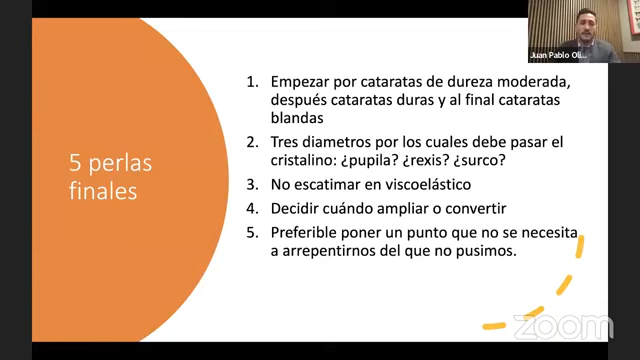 Juan Pablo Oli...
5 perlas
finales
1. Empezar por cataratas de dureza moderada,
después cataratas duras y al final cataratas
blandas
2. Tres diametros por los cuales debe pasar el
cristalino: ¿pupila? ¿rexis? ¿surco?
3. No escatimar en viscoelástico
4. Decidir cuándo ampliar o convertir
5. Preferible poner un punto que no se necesita
a arrepentirnos del que no pusimos.
zoom